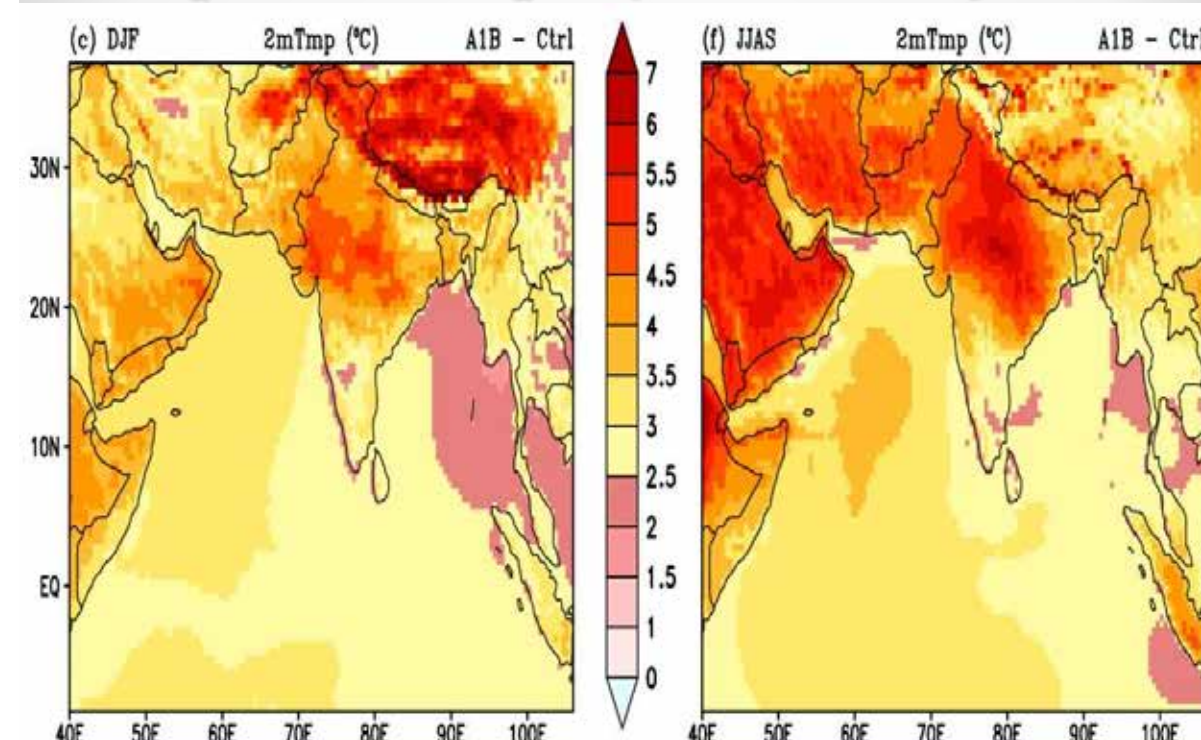 (c) DJF 2mTmp (°C) A1B - Ctrl
(f) JJAS 2mTmp (°C) A1B - Ctrl
30N
20N
10N
EQ
7
6
5.5
5
4.5
4
3.5
3
2.5
2
1.5
1
0
40E 50E 60E 70E 80E 90E 100E
40E 50E 60E 70E 80E 90E 100E